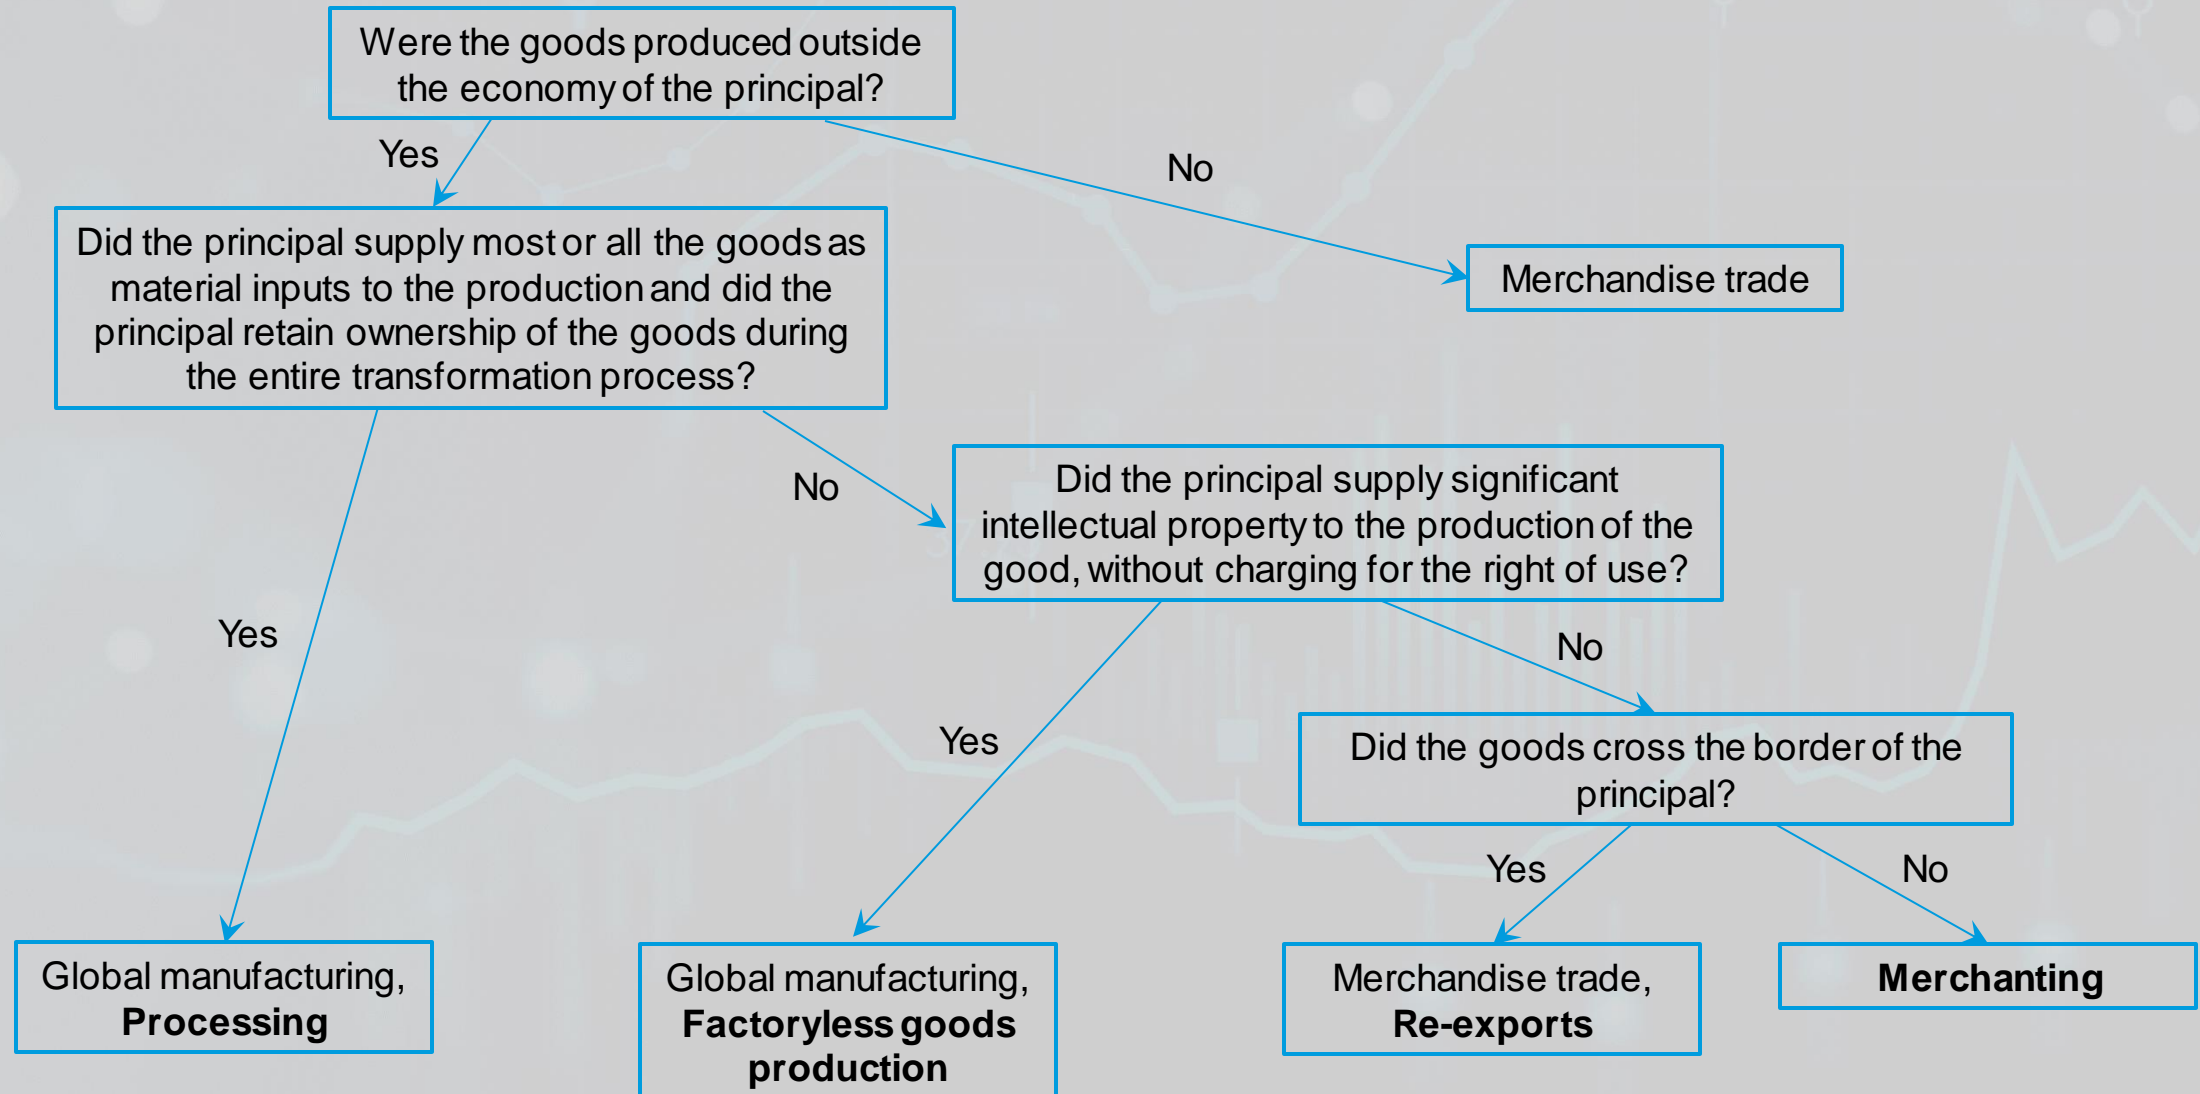 Were the goods produced outside
the economy of the principal?
Yes
No
Did the principal supply most or all the goods as
material inputs to the production and did the
principal retain ownership of the goods during
the entire transformation process?
Merchandise trade
No
Did the principal supply significant
intellectual property to the production of the
good, without charging for the right of use?
Yes
No
Yes
Did the goods cross the border of the
principal?
Yes
No
Global manufacturing,
Processing
Global manufacturing,
Factoryless goods
production
Merchandise trade,
Re-exports
Merchanting